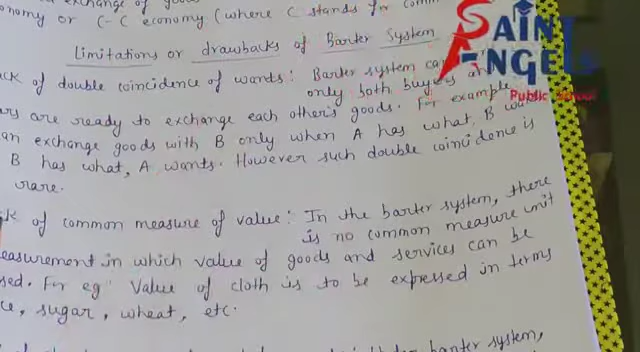 exchange of
onomy or C-C economy (where C stands for comm
Limitations or drawbacks of Barter System
ack of double coincidence of wants: Barter system ca
only both buyers a
ers are ready to exchange each other's goods. For example,
an exchange goods with B only when A has what, B w
B has what, A wants. However such double coincidence is
rare.
k of common measure of value: In the barter system, there
is no common measure unit
easurement in which value of goods and services can be
sed. For eg: Value of cloth is to be expressed in terms
ce, sugar, wheat, etc.
barter system,
SAINT
ANGELS
Public School